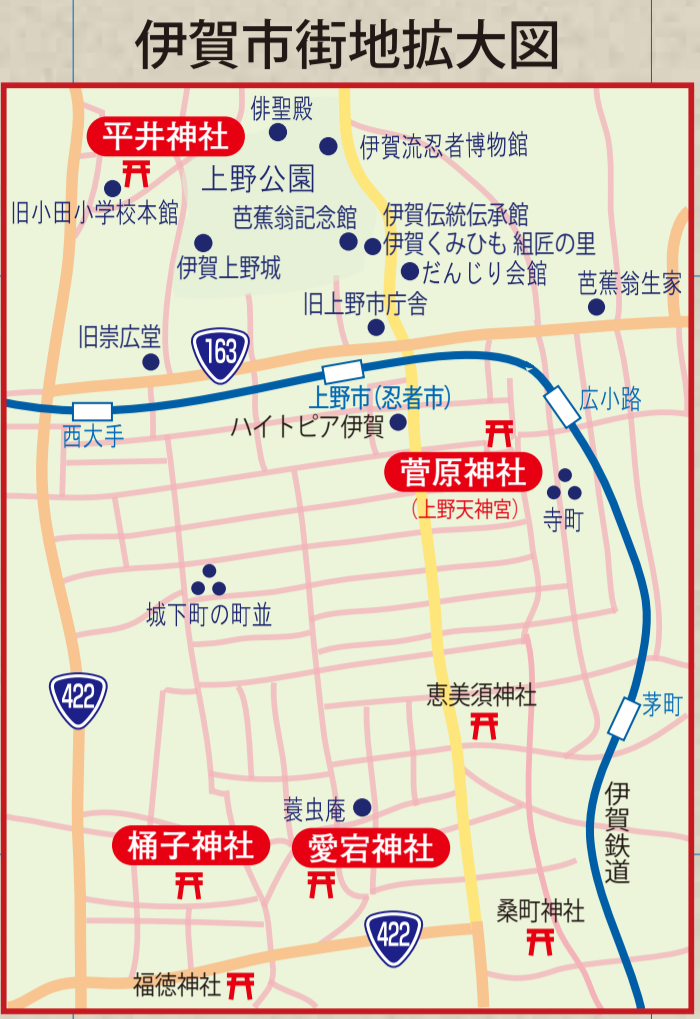 伊賀市街地拡大図
俳聖殿
平井神社
伊賀流忍者博物館
上野公園
旧小田小学校本館
芭蕉翁記念館
伊賀伝統伝承館
伊賀くみひも 組匠の里
伊賀上野城
だんじり会館
芭蕉翁生家
旧上野市庁舎
旧崇広堂
163
上野市(忍者市)
広小路
西大手
ハイトピア伊賀
菅原神社
(上野天神宮)
寺町
城下町の町並
422
恵美須神社
茅町
蓑虫庵
伊賀鉄道
桶子神社
愛宕神社
桑町神社
422
福徳神社